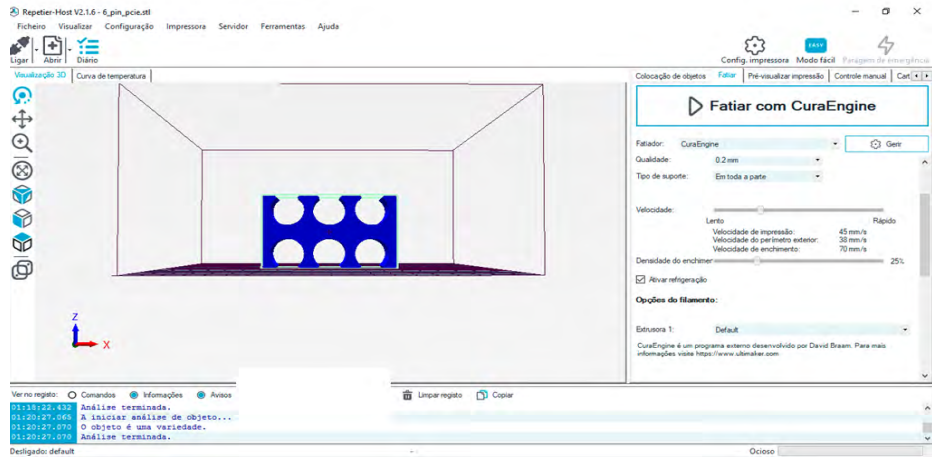 Repetier-Host V2.1.6 - 6_pin_pcie.stl
Ficheiro Visualizar Configuração Impressora Servidor Ferramentas Ajuda
Ligar Abrir Diário Config. impressora Modo fácil Paragem de emergência
EASY
Visualização 3D Curva de temperatura
Colocação de objetos Fatiar Pré-visualizar impressão Controle manual Cart
Fatiar com CuraEngine
Fatiador: CuraEngine Gerir
Qualidade: 0.2 mm
Tipo de suporte: Em toda a parte
Velocidade:
Lento Rápido
Velocidade de impressão: 45 mm/s
Velocidade do perímetro exterior: 38 mm/s
Velocidade de enchimento: 70 mm/s
Densidade do enchimer 25%
Ativar refrigeração
Opções do filamento:
Extrusora 1: Default
CuraEngine é um programa externo desenvolvido por David Braam. Para mais
informações visite https://www.ultimaker.com
Z
X
Ver no registo: Comandos Informações Avisos Limpar registo Copiar
01:18:22.432 Análise terminada.
01:20:27.065 A iniciar análise de objeto...
01:20:27.070 O objeto é uma variedade.
01:20:27.070 Análise terminada.
Desligado: default Ocioso